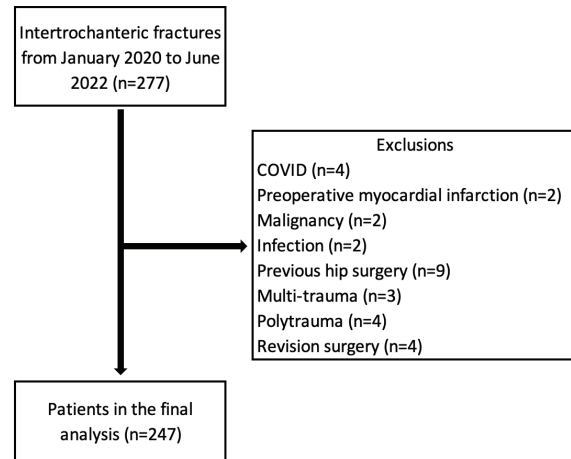 Intertrochanteric fractures
from January 2020 to June
2022 (n=277)
Exclusions
COVID (n=4)
Preoperative myocardial infarction (n=2)
Malignancy (n=2)
Infection (n=2)
Previous hip surgery (n=9)
Multi-trauma (n=3)
Polytrauma (n=4)
Revision surgery (n=4)
Patients in the final
analysis (n=247)